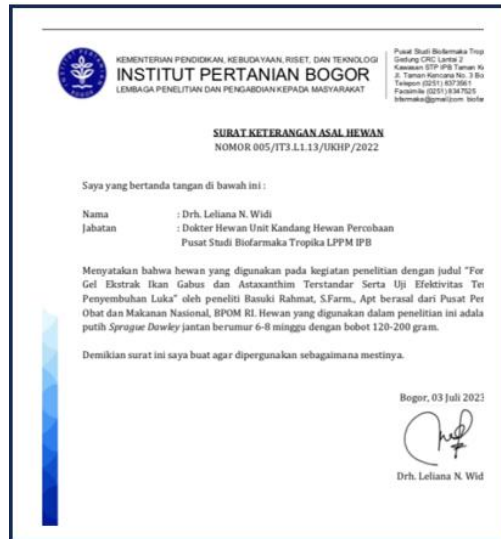 KEMENTERIAN PENDIDIKAN, KEBUDAYAAN, RISET, DAN TEKNOLOGI
INSTITUT PERTANIAN BOGOR
LEMBAGA PENELITIAN DAN PENGABDIAN KEPADA MASYARAKAT
Pusat Studi Biofarmaka Trop
Gedung CRC Lantai 2
Kawasan STP IPB Taman K
Jl. Taman Kencana No. 3 Bo
Telepon (0251) 8373561
Faksimile (0251) 8347525
SURAT KETERANGAN ASAL HEWAN
NOMOR 005/IT3.L1.13/UKHP/2022
Saya yang bertanda tangan di bawah ini :
Nama : Drh. Leliana N. Widi
Jabatan : Dokter Hewan Unit Kandang Hewan Percobaan
Pusat Studi Biofarmaka Tropika LPPM IPB
Menyatakan bahwa hewan yang digunakan pada kegiatan penelitian dengan judul "For
Gel Ekstrak Ikan Gabus dan Astaxanthim Terstandar Serta Uji Efektivitas Te
Penyembuhan Luka" oleh peneliti Basuki Rahmat, S.Farm., Apt berasal dari Pusat Per
Obat dan Makanan Nasional, BPOM RI. Hewan yang digunakan dalam penelitian ini adala
putih Sprague Dawley jantan berumur 6-8 minggu dengan bobot 120-200 gram.
Demikian surat ini saya buat agar dipergunakan sebagaimana mestinya.
Bogor, 03 Juli 2023
Drh. Leliana N. Wid